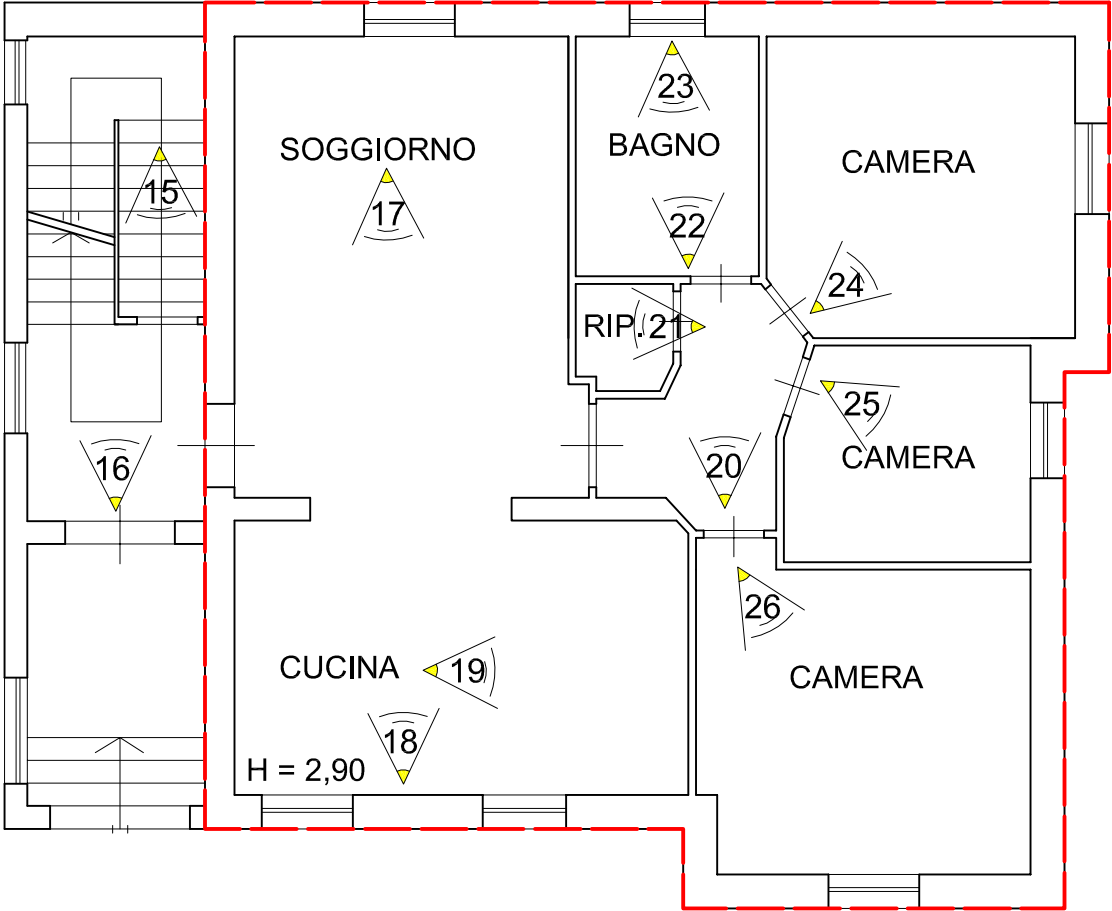 23
SOGGIORNO
BAGNO
CAMERA
15
17
22
24
RIP. 21
25
CAMERA
16
20
26
CUCINA
19
CAMERA
18
H = 2,90